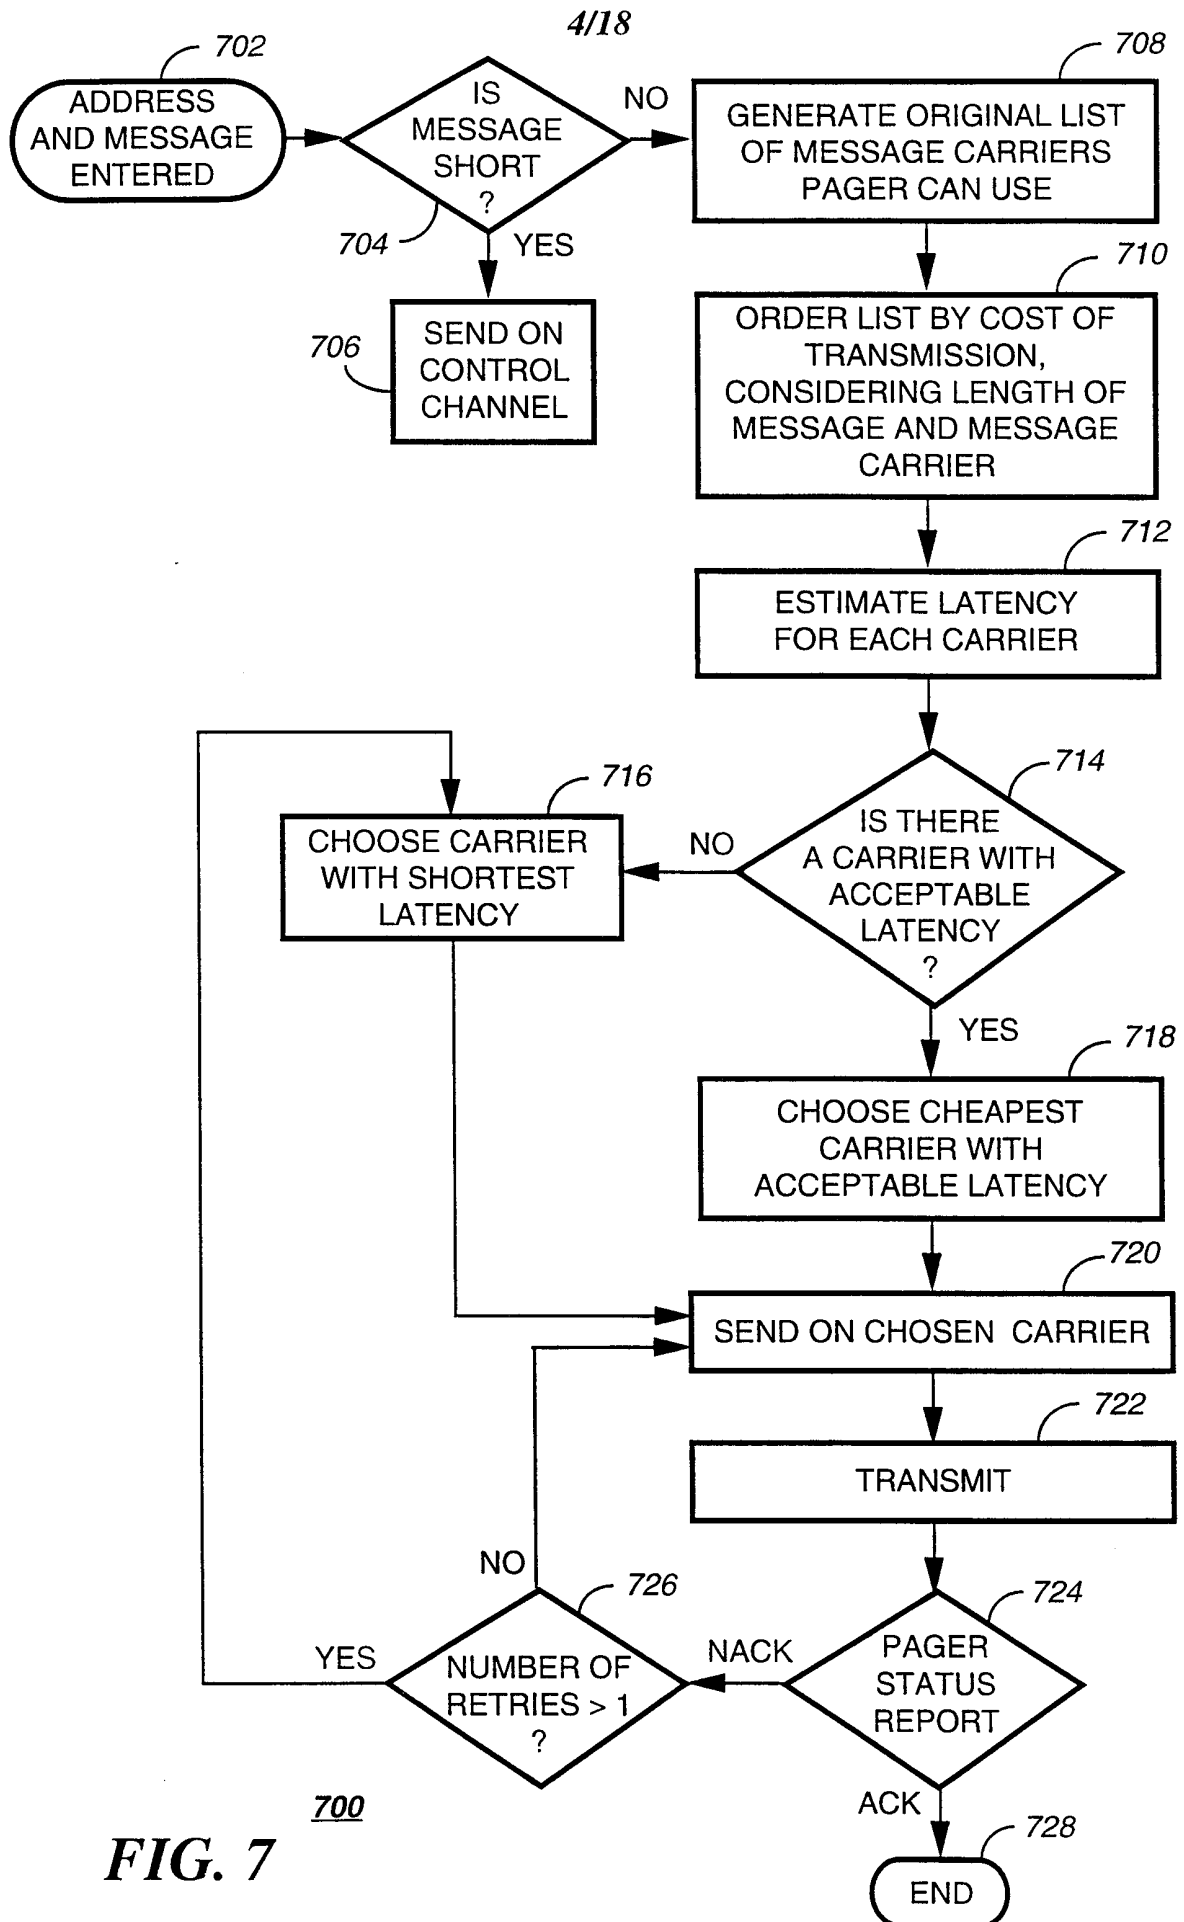 4/18
702
ADDRESS
AND MESSAGE
ENTERED
IS
MESSAGE
SHORT
?
704
NO
YES
706
SEND ON
CONTROL
CHANNEL
708
GENERATE ORIGINAL LIST
OF MESSAGE CARRIERS
PAGER CAN USE
710
ORDER LIST BY COST OF
TRANSMISSION,
CONSIDERING LENGTH OF
MESSAGE AND MESSAGE
CARRIER
712
ESTIMATE LATENCY
FOR EACH CARRIER
714
IS THERE
A CARRIER WITH
ACCEPTABLE
LATENCY
?
NO
716
CHOOSE CARRIER
WITH SHORTEST
LATENCY
YES
718
CHOOSE CHEAPEST
CARRIER WITH
ACCEPTABLE LATENCY
720
SEND ON CHOSEN CARRIER
722
TRANSMIT
724
PAGER
STATUS
REPORT
NACK
726
NUMBER OF
RETRIES > 1
?
NO
YES
ACK
728
END
700
FIG. 7